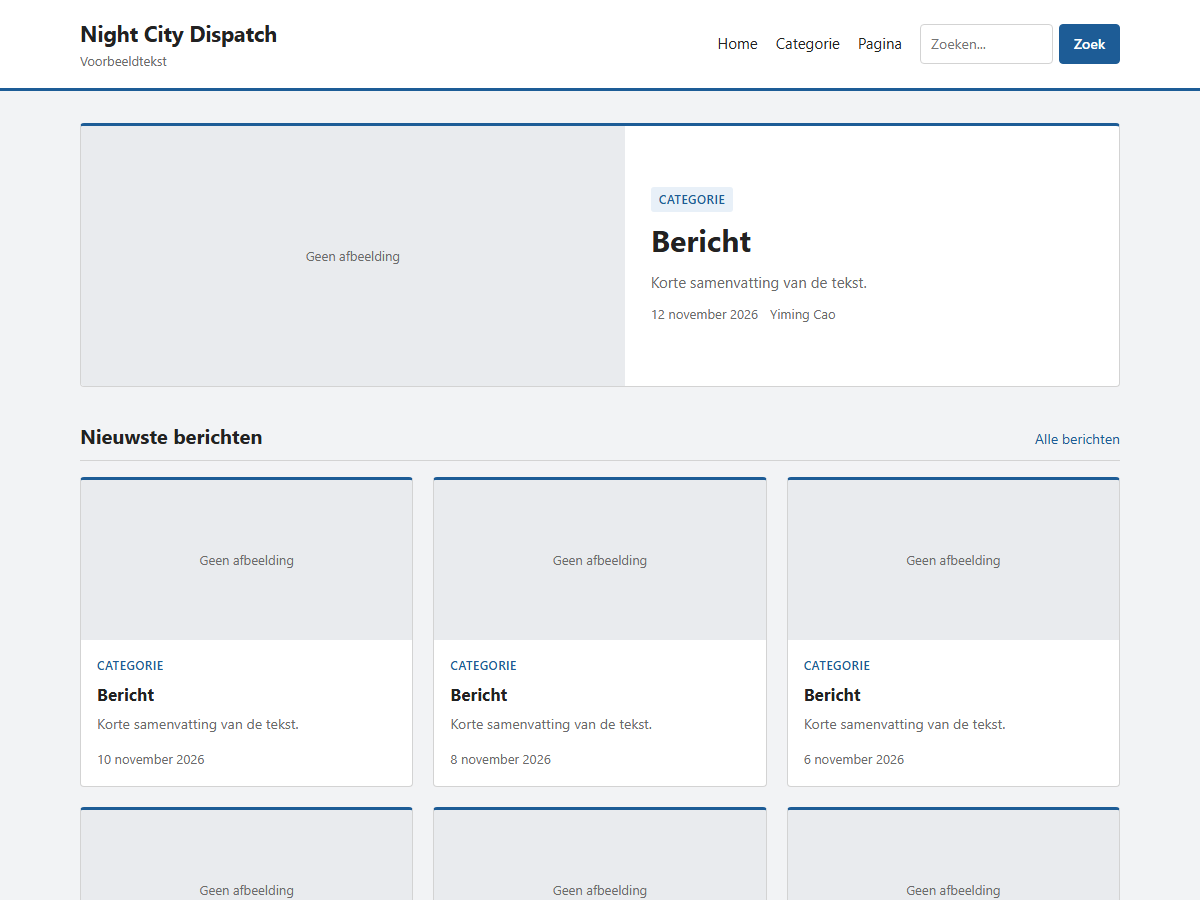 Night City Dispatch
Voorbeeldtekst
Home
Categorie
Pagina
Zoeken...
Zoek
Geen afbeelding
CATEGORIE
Bericht
Korte samenvatting van de tekst.
12 november 2026 Yiming Cao
Nieuwste berichten
Alle berichten
Geen afbeelding
CATEGORIE
Bericht
Korte samenvatting van de tekst.
10 november 2026
Geen afbeelding
CATEGORIE
Bericht
Korte samenvatting van de tekst.
8 november 2026
Geen afbeelding
CATEGORIE
Bericht
Korte samenvatting van de tekst.
6 november 2026
Geen afbeelding
Geen afbeelding
Geen afbeelding